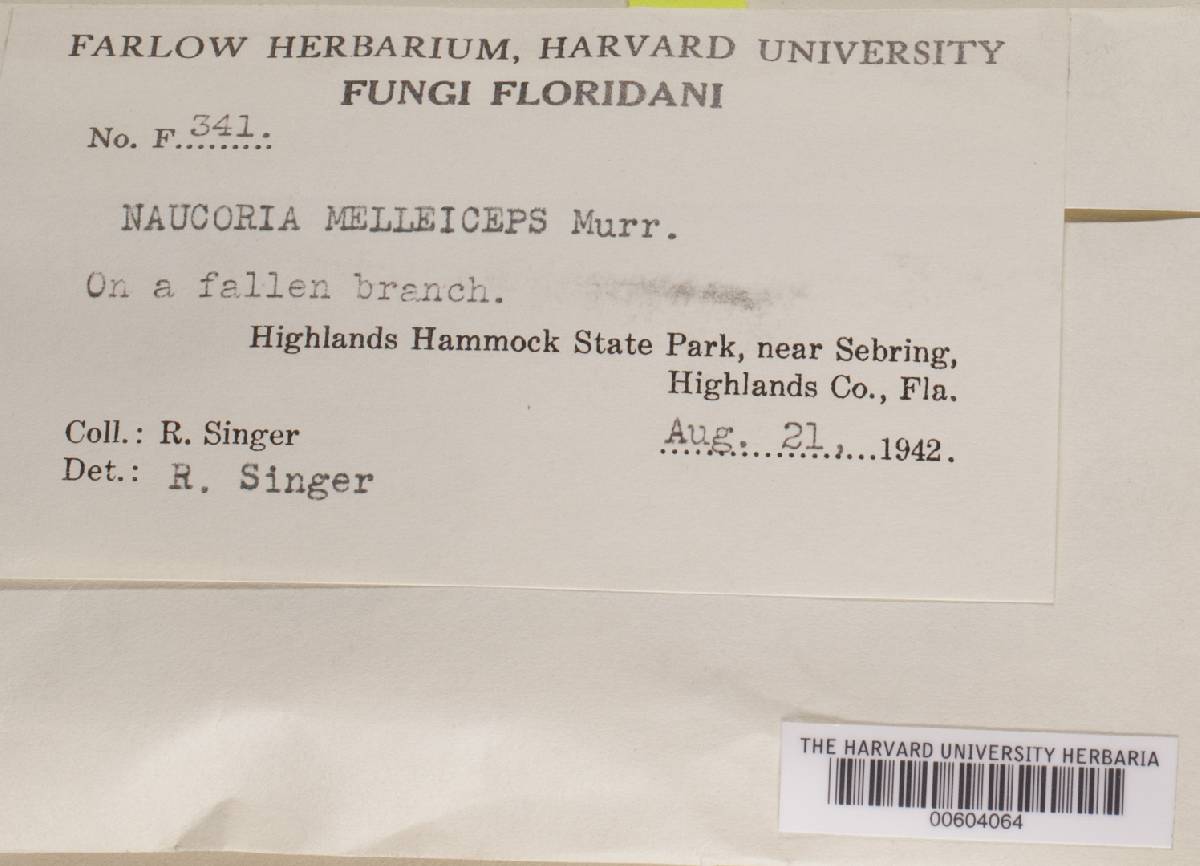 FARLOW HERBARIUM, HARVARD UNIVERSITY
FUNGI FLORIDANI
No. F. 341.
NAUCORIA MELLEICEPS Murr.
On a fallen branch.
Highlands Hammock State Park, near Sebring,
Highlands Co., Fla.
Coll.: R. Singer
Aug. 21, 1942.
Det.: R. Singer
THE HARVARD UNIVERSITY HERBARIA
00604064